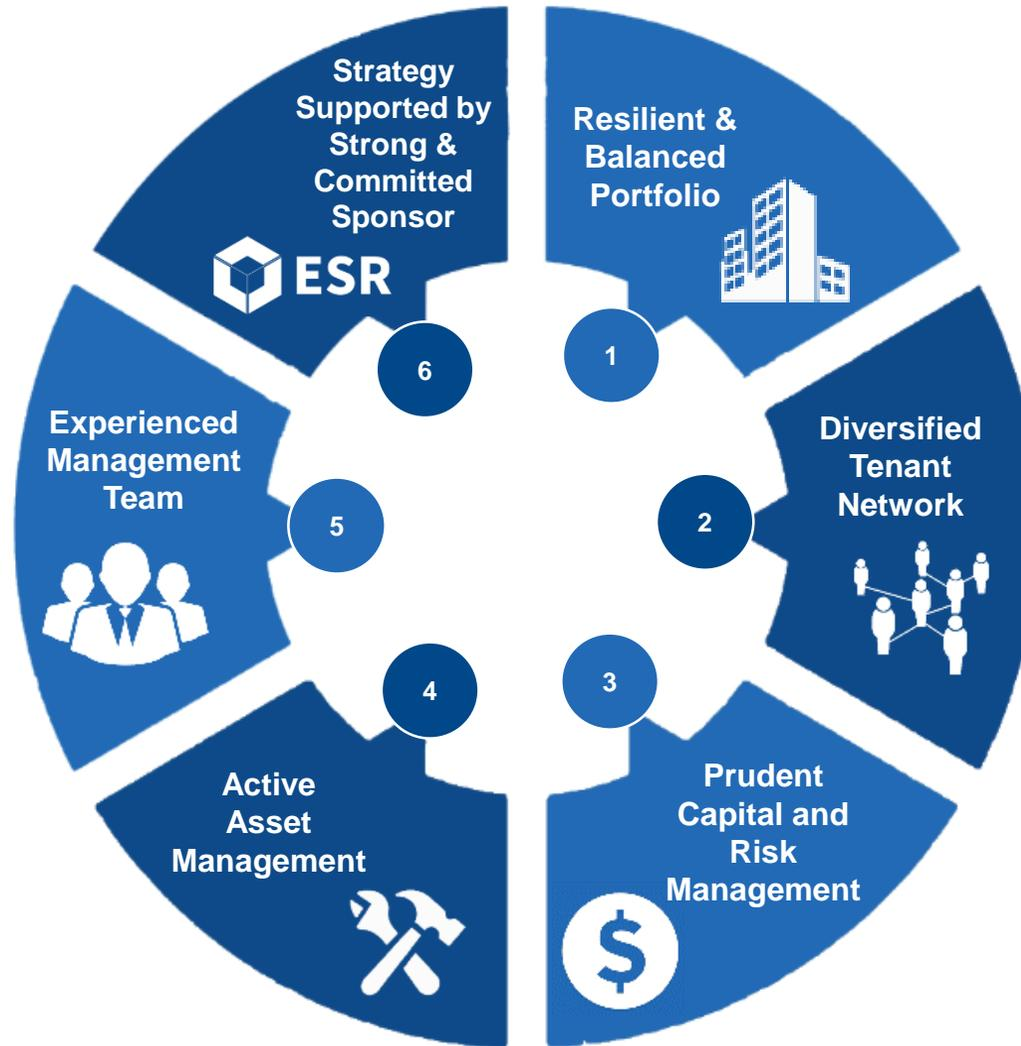 Resilient &
Balanced
Portfolio
1
Diversified
Tenant
Network
2
Prudent
Capital and
Risk
Management
3
Active
Asset
Management
4
Experienced
Management
Team
5
Strategy
Supported by
Strong &
Committed
Sponsor
ESR
6
$